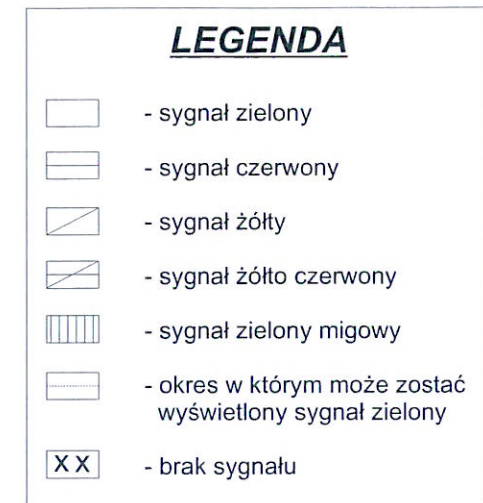 LEGENDA
- sygnał zielony
- sygnał czerwony
- sygnał żółty
- sygnał żółto czerwony
- sygnał zielony migowy
- okres w którym może zostać
wyświetlony sygnał zielony
X X - brak sygnału